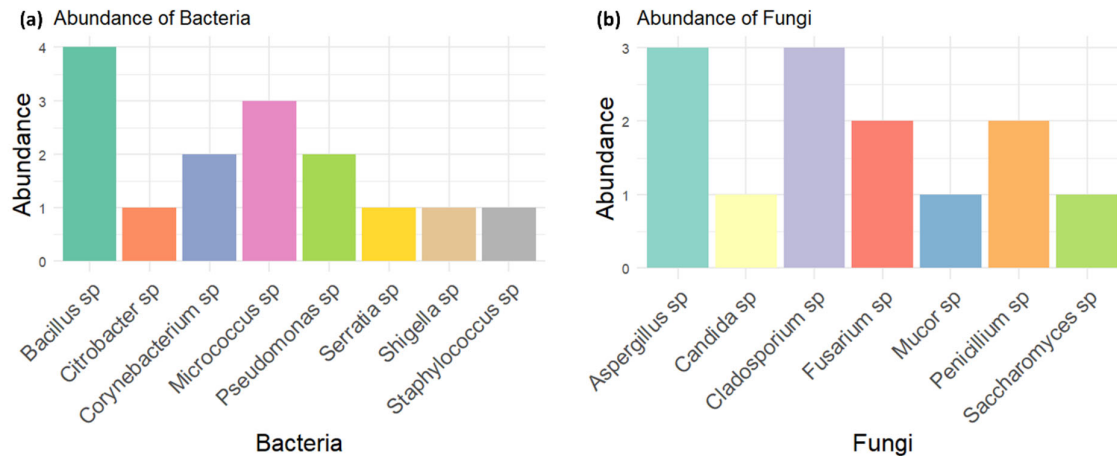 (a) Abundance of Bacteria
4
3
2
1
0
Abundance
Bacillus sp
Citrobacter sp
Corynebacterium sp
Micrococcus sp
Pseudomonas sp
Serratia sp
Shigella sp
Staphylococcus sp
Bacteria
(b) Abundance of Fungi
3
2
1
0
Abundance
Aspergillus sp
Candida sp
Cladosporium sp
Fusarium sp
Mucor sp
Penicillium sp
Saccharomyces sp
Fungi